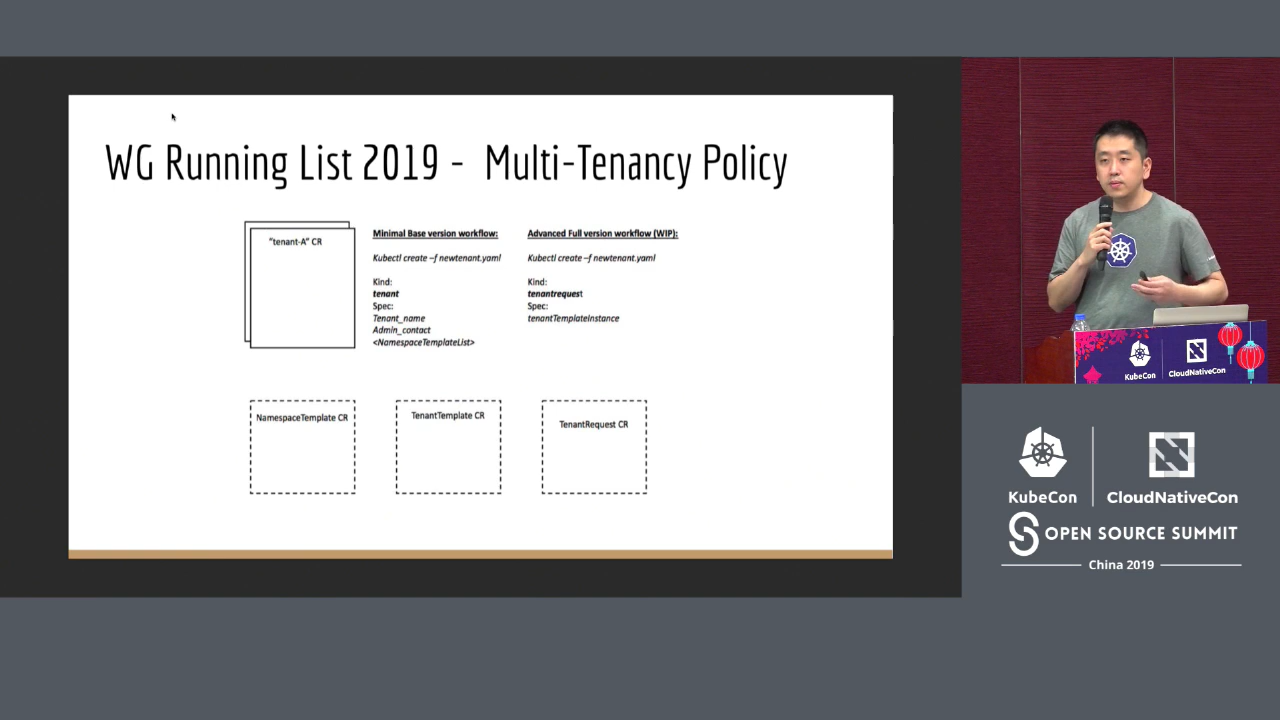 WG Running List 2019 - Multi-Tenancy Policy
"tenant-A" CR
Minimal Base version workflow:
Kubectl create –f newtenant.yaml
Kind:
tenant
Spec:
Tenant_name
Admin_contact
<NamespaceTemplateList>
Advanced Full version workflow (WIP):
Kubectl create –f newtenant.yaml
Kind:
tenantrequest
Spec:
tenantTemplateInstance
NamespaceTemplate CR
TenantTemplate CR
TenantRequest CR
KubeCon
CloudNativeCon
KubeCon
CloudNativeCon
OPEN SOURCE SUMMIT
China 2019